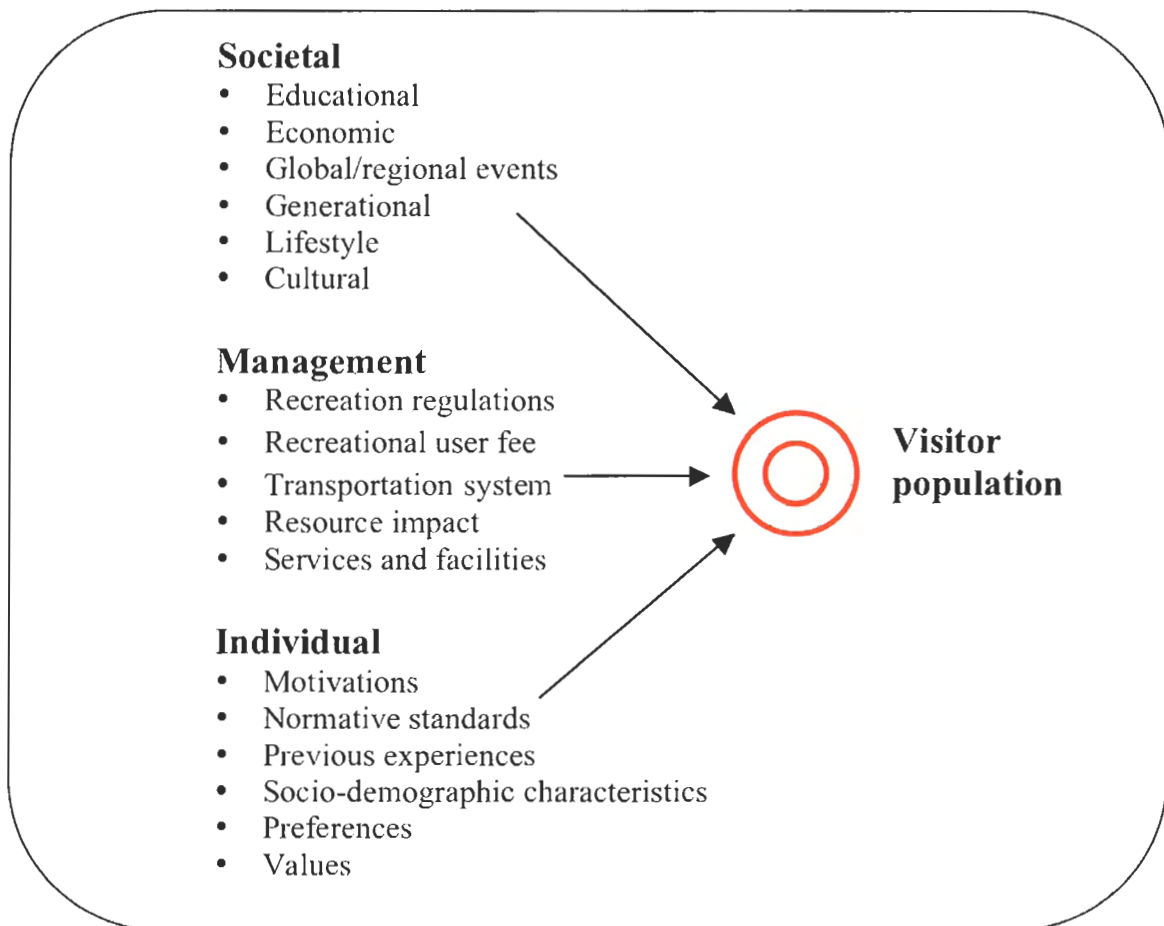 Societal
• Educational
• Economic
• Global/regional events
• Generational
• Lifestyle
• Cultural
Management
• Recreation regulations
• Recreational user fee
• Transportation system
• Resource impact
• Services and facilities
Individual
• Motivations
• Normative standards
• Previous experiences
• Socio-demographic characteristics
• Preferences
• Values
Visitor
population